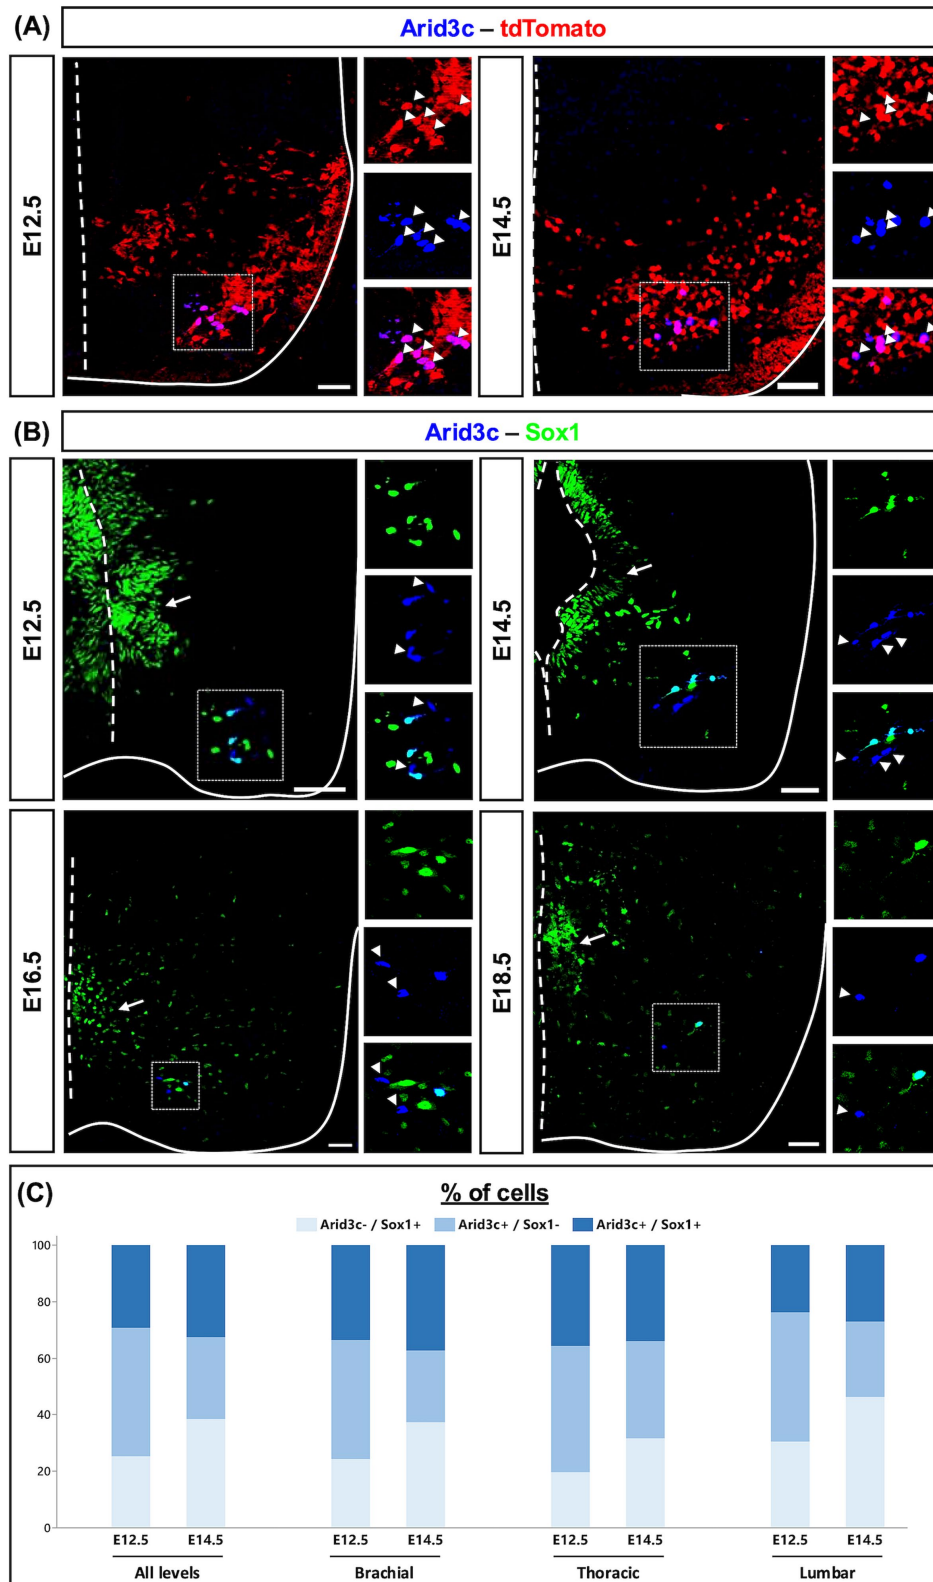 (A)
Arid3c – tdTomato
E12.5
E14.5
(B)
Arid3c – Sox1
E12.5
E14.5
E16.5
E18.5
(C)
% of cells
Arid3c- / Sox1+ Arid3c+ / Sox1- Arid3c+ / Sox1+
100
80
60
40
20
0
E12.5 E14.5 E12.5 E14.5 E12.5 E14.5 E12.5 E14.5
All levels Brachial Thoracic Lumbar